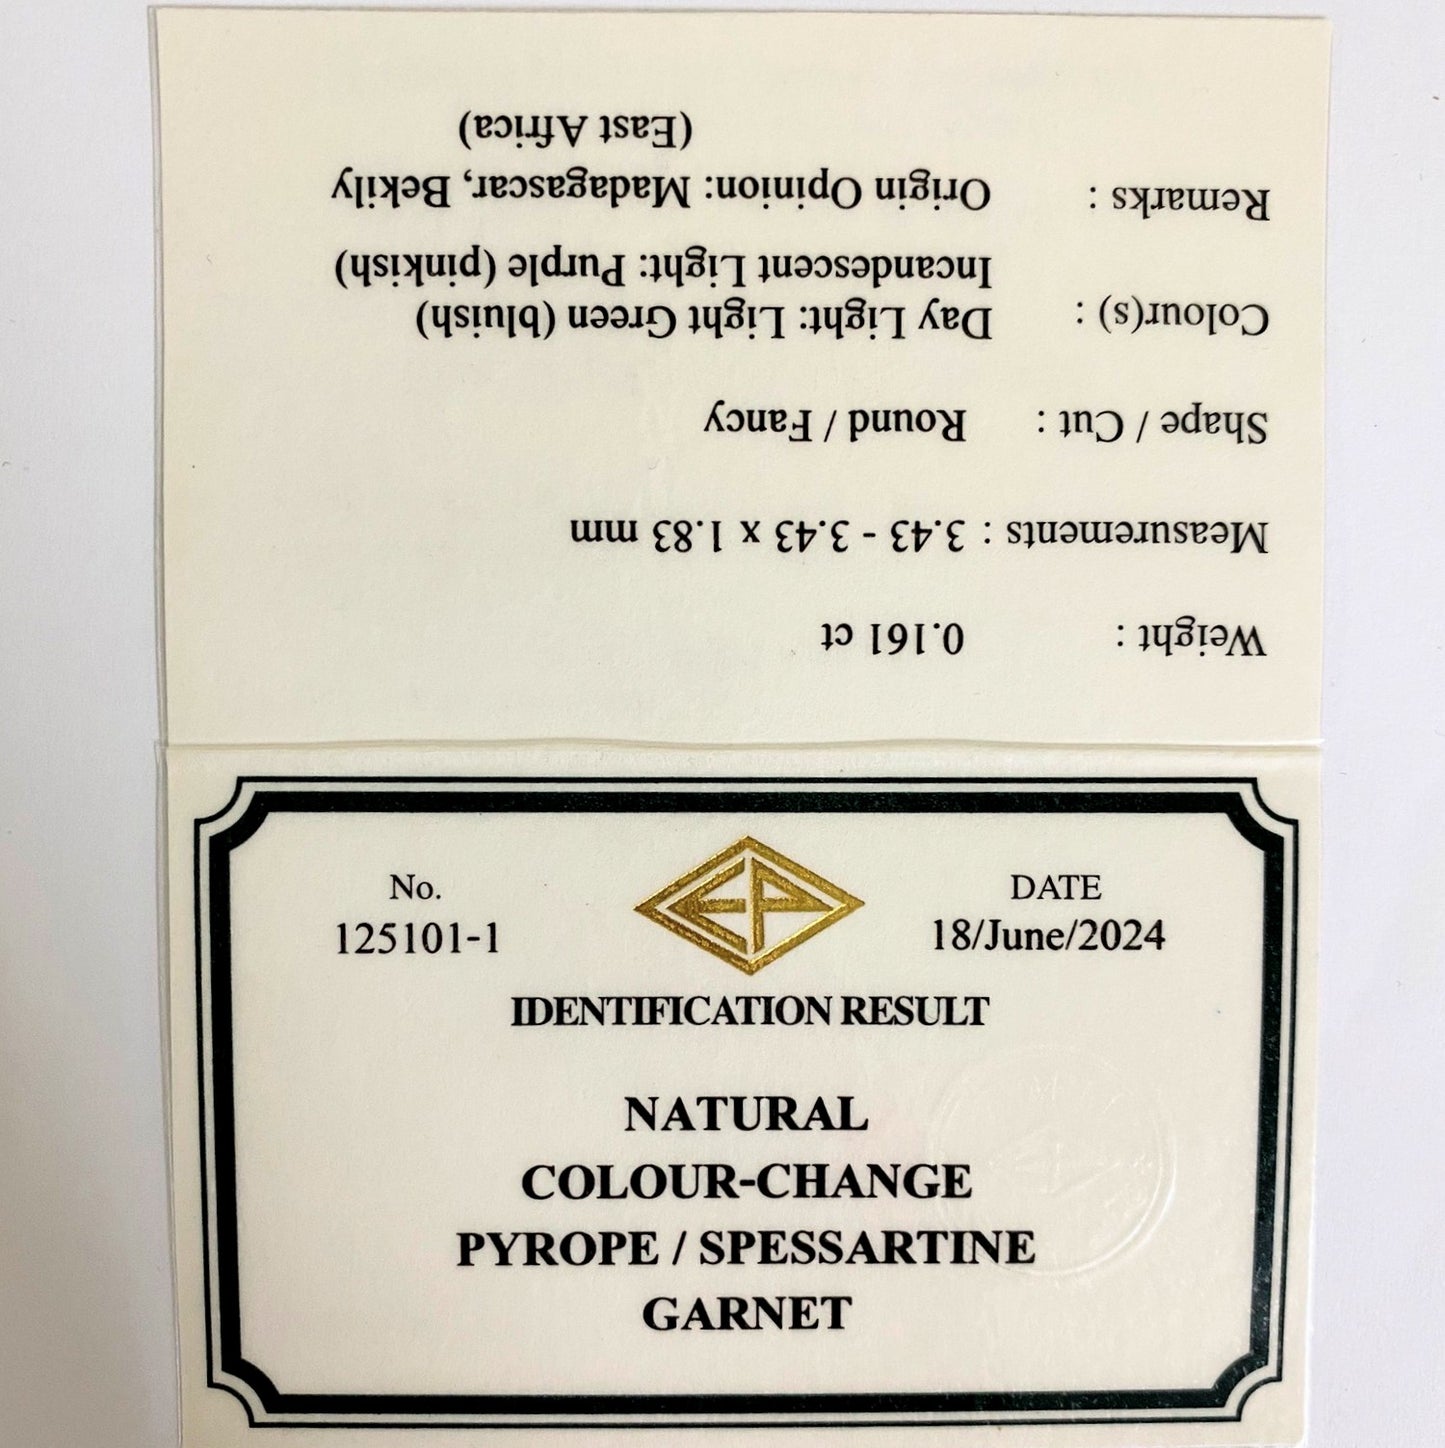 Weight : 0.161 ct
Measurements : 3.43 - 3.43 x 1.83 mm
Shape / Cut : Round / Fancy
Colour(s) : Day Light: Light Green (bluish)
Incandescent Light: Purple (pinkish)
Remarks : Origin Opinion: Madagascar, Bekily
(East Africa)
No.
125101-1
EP
DATE
18/June/2024
IDENTIFICATION RESULT
NATURAL
COLOUR-CHANGE
PYROPE / SPESSARTINE
GARNET